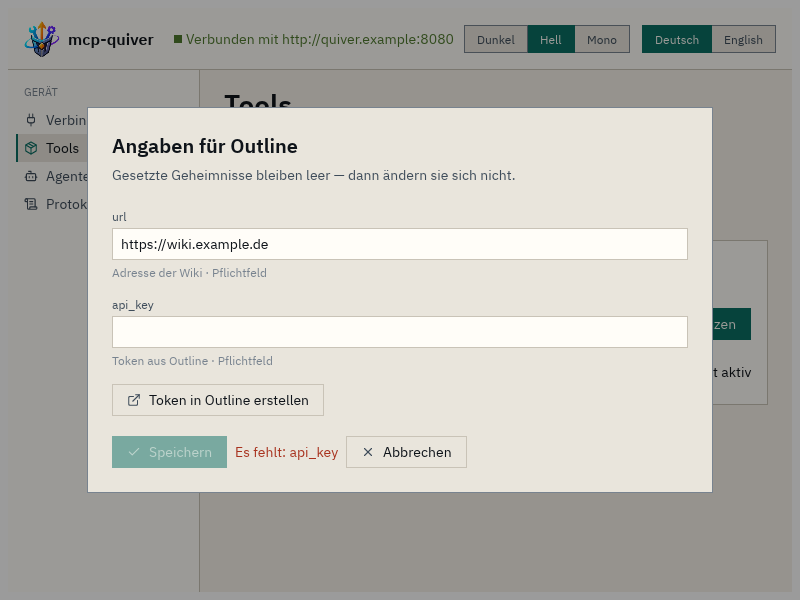 mcp-quiver
Verbunden mit http://quiver.example:8080
Dunkel Hell Mono
Deutsch English
GERÄT
Tools
Angaben für Outline
Gesetzte Geheimnisse bleiben leer — dann ändern sie sich nicht.
url
https://wiki.example.de
Adresse der Wiki · Pflichtfeld
api_key
Token aus Outline · Pflichtfeld
Token in Outline erstellen
Speichern Es fehlt: api_key Abbrechen
aktiv